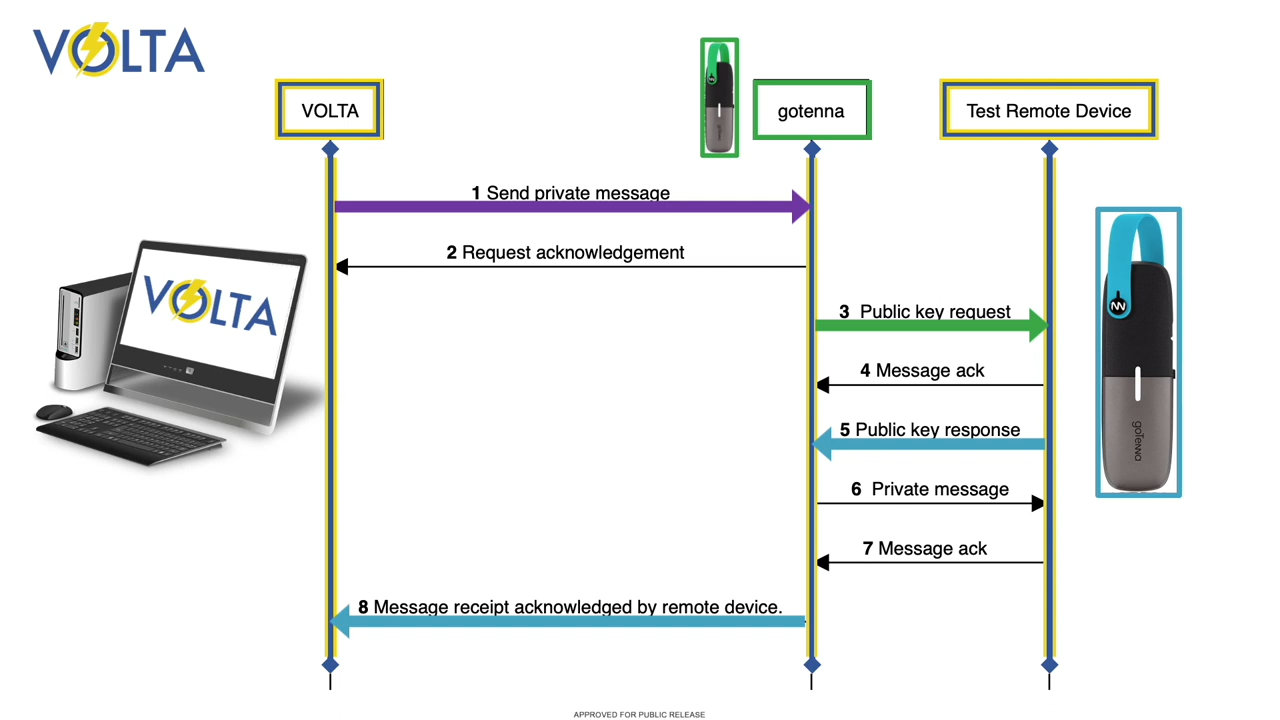 VOLTA
VOLTA
gotenna
Test Remote Device
1 Send private message
2 Request acknowledgement
VOLTA
3 Public key request
4 Message ack
5 Public key response
goTenna
6 Private message
7 Message ack
8 Message receipt acknowledged by remote device.
APPROVED FOR PUBLIC RELEASE